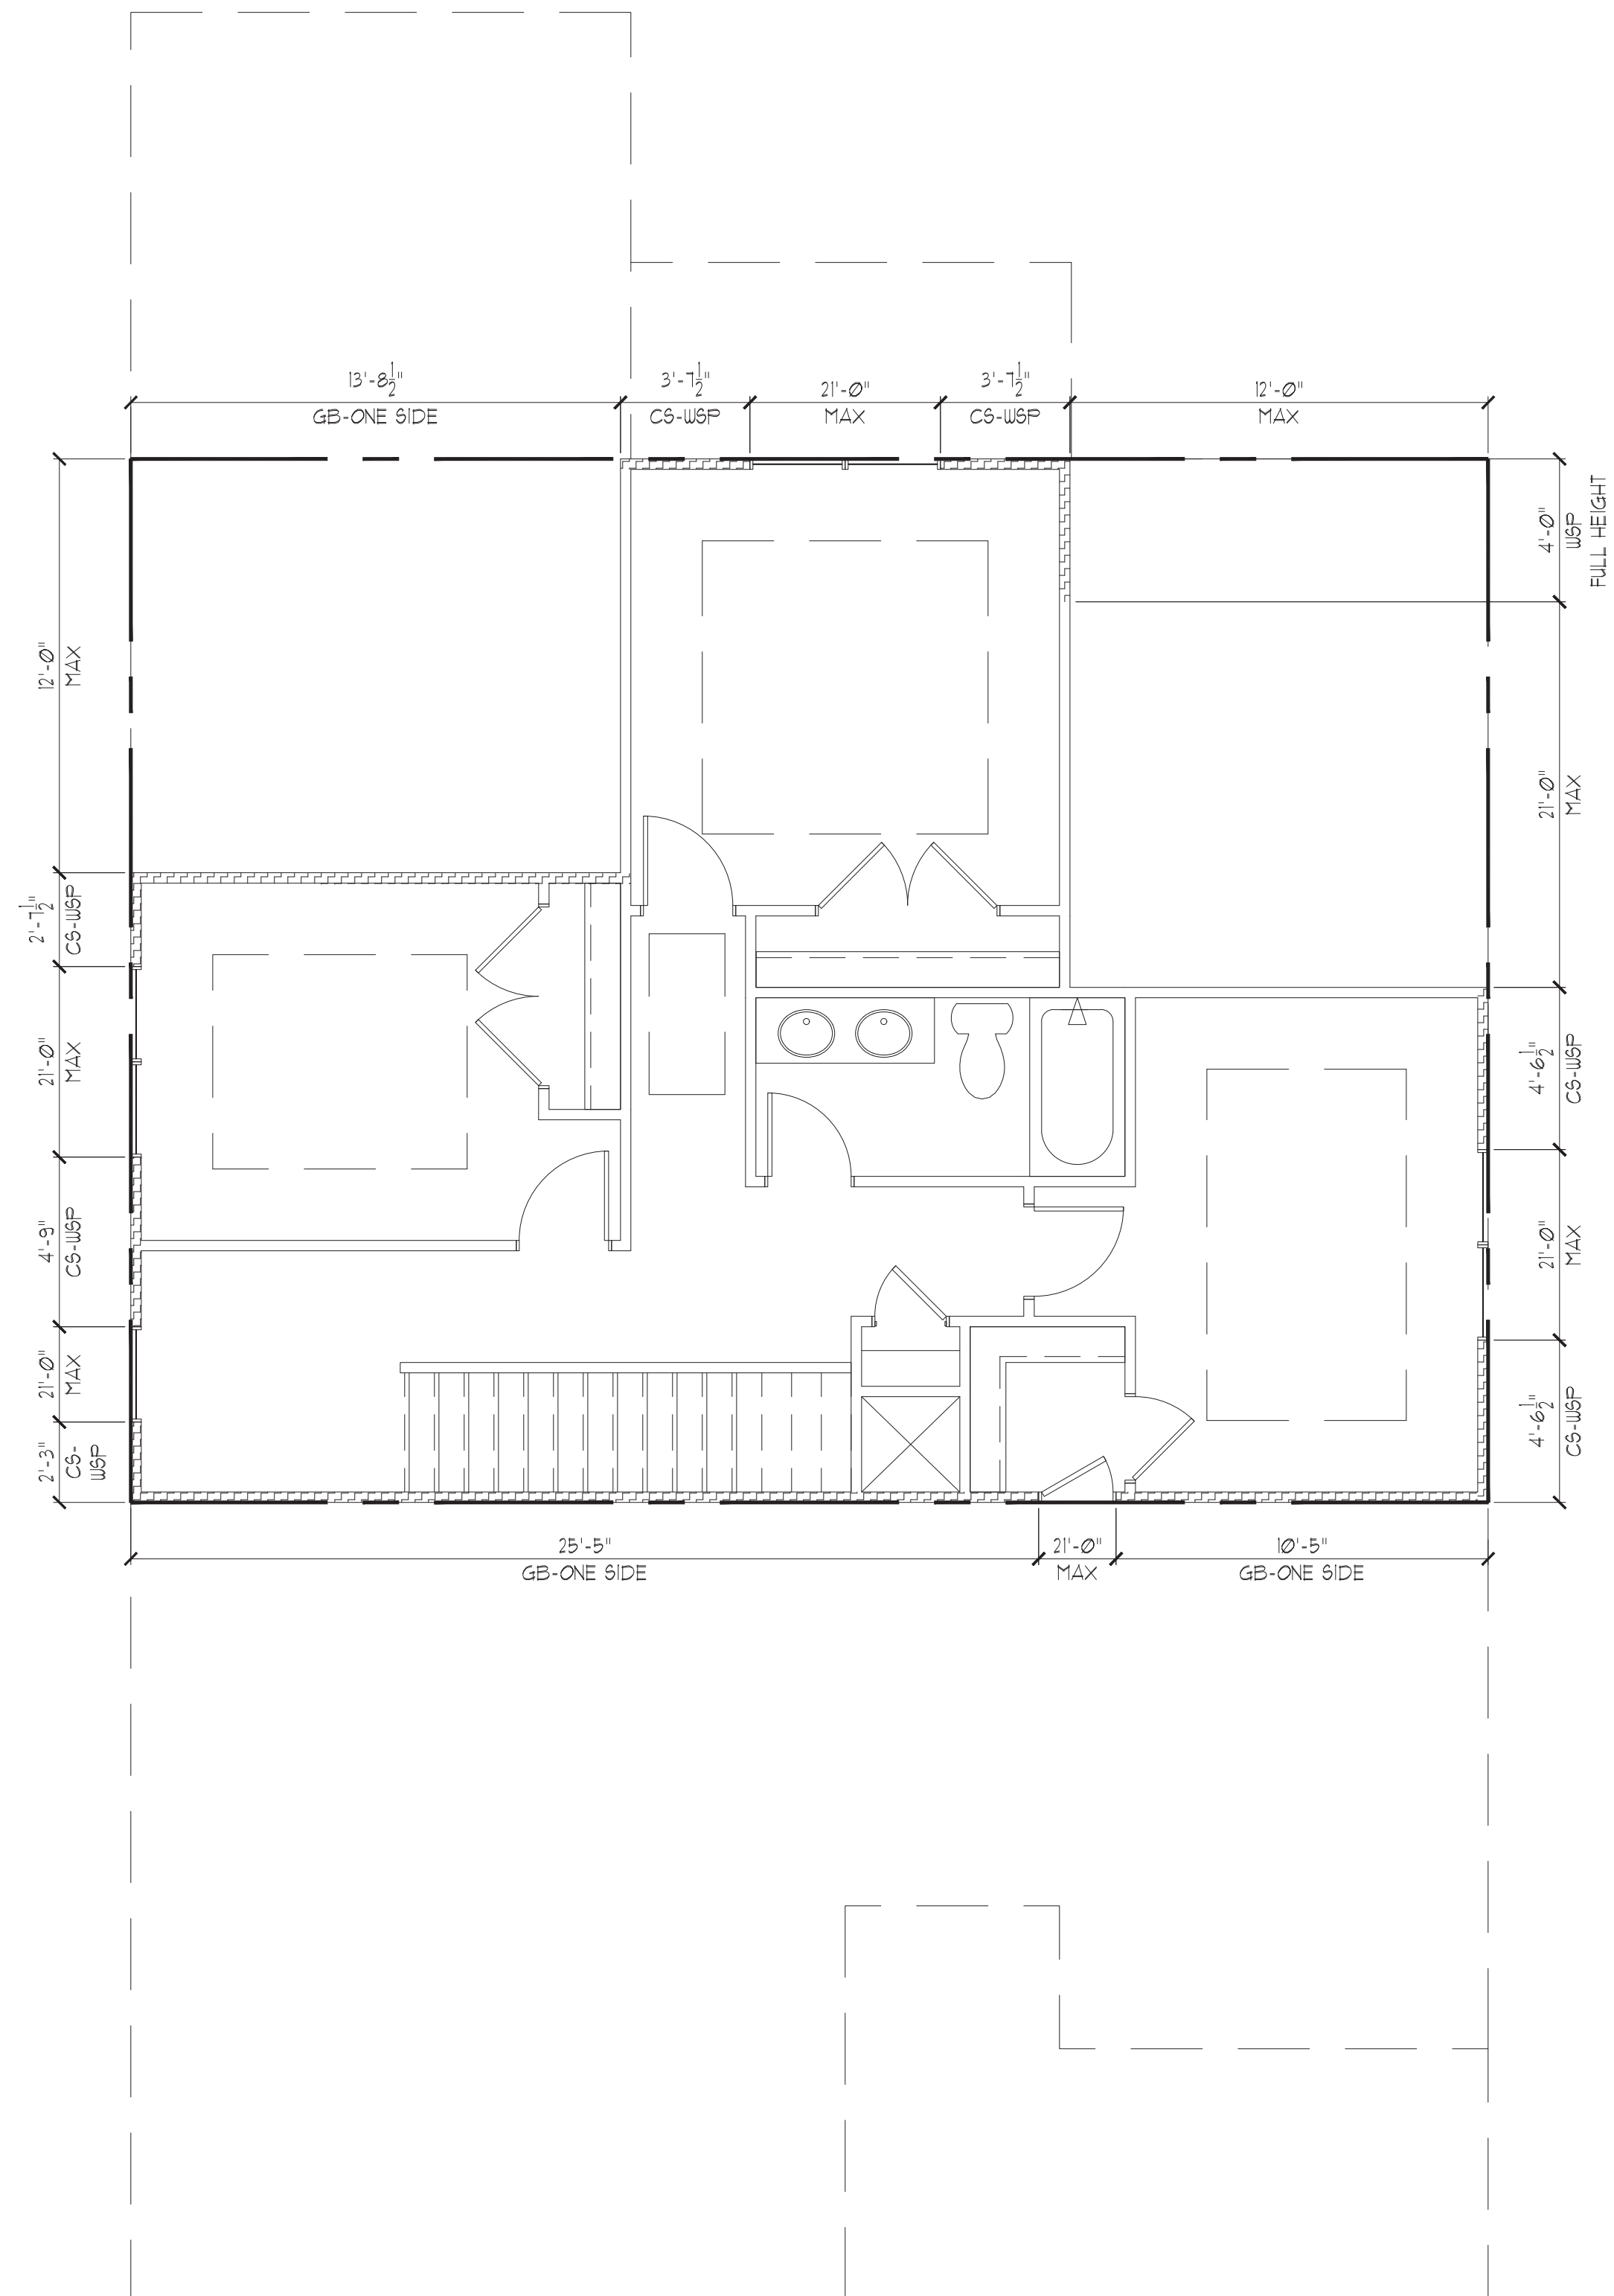 13'-8 1/2"
GB-ONE SIDE
3'-7 1/2"
CS-WSP
21'-0"
MAX
3'-7 1/2"
CS-WSP
12'-0"
MAX
12'-0"
MAX
2'-7 1/2"
CS-WSP
21'-0"
MAX
4'-9"
CS-WSP
21'-0"
MAX
2'-3"
CS-
WSP
4'-0"
WSP
FULL HEIGHT
21'-0"
MAX
4'-6 1/2"
CS-WSP
21'-0"
MAX
4'-6 1/2"
CS-WSP
25'-5"
GB-ONE SIDE
21'-0"
MAX
10'-5"
GB-ONE SIDE